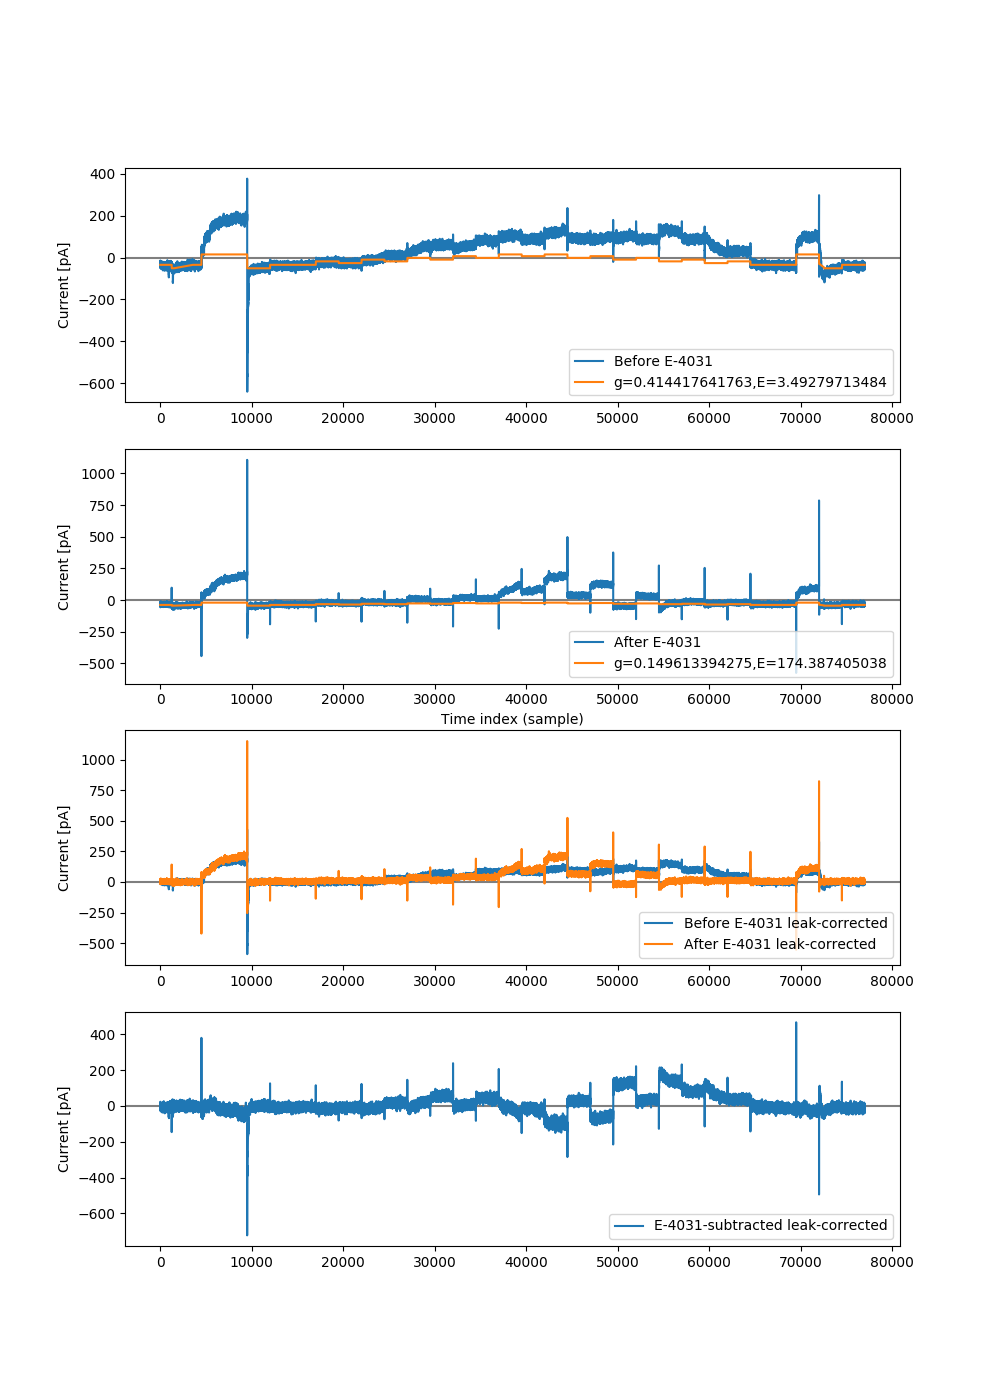 400
200
0
−200
−400
−600
Current [pA]
Before E-4031
g=0.414417641763,E=3.49279713484
0 10000 20000 30000 40000 50000 60000 70000 80000
1000
750
500
250
0
−250
−500
Current [pA]
After E-4031
g=0.149613394275,E=174.387405038
0 10000 20000 30000 40000 50000 60000 70000 80000
Time index (sample)
1000
750
500
250
0
−250
−500
Current [pA]
Before E-4031 leak-corrected
After E-4031 leak-corrected
0 10000 20000 30000 40000 50000 60000 70000 80000
400
200
0
−200
−400
−600
Current [pA]
E-4031-subtracted leak-corrected
0 10000 20000 30000 40000 50000 60000 70000 80000